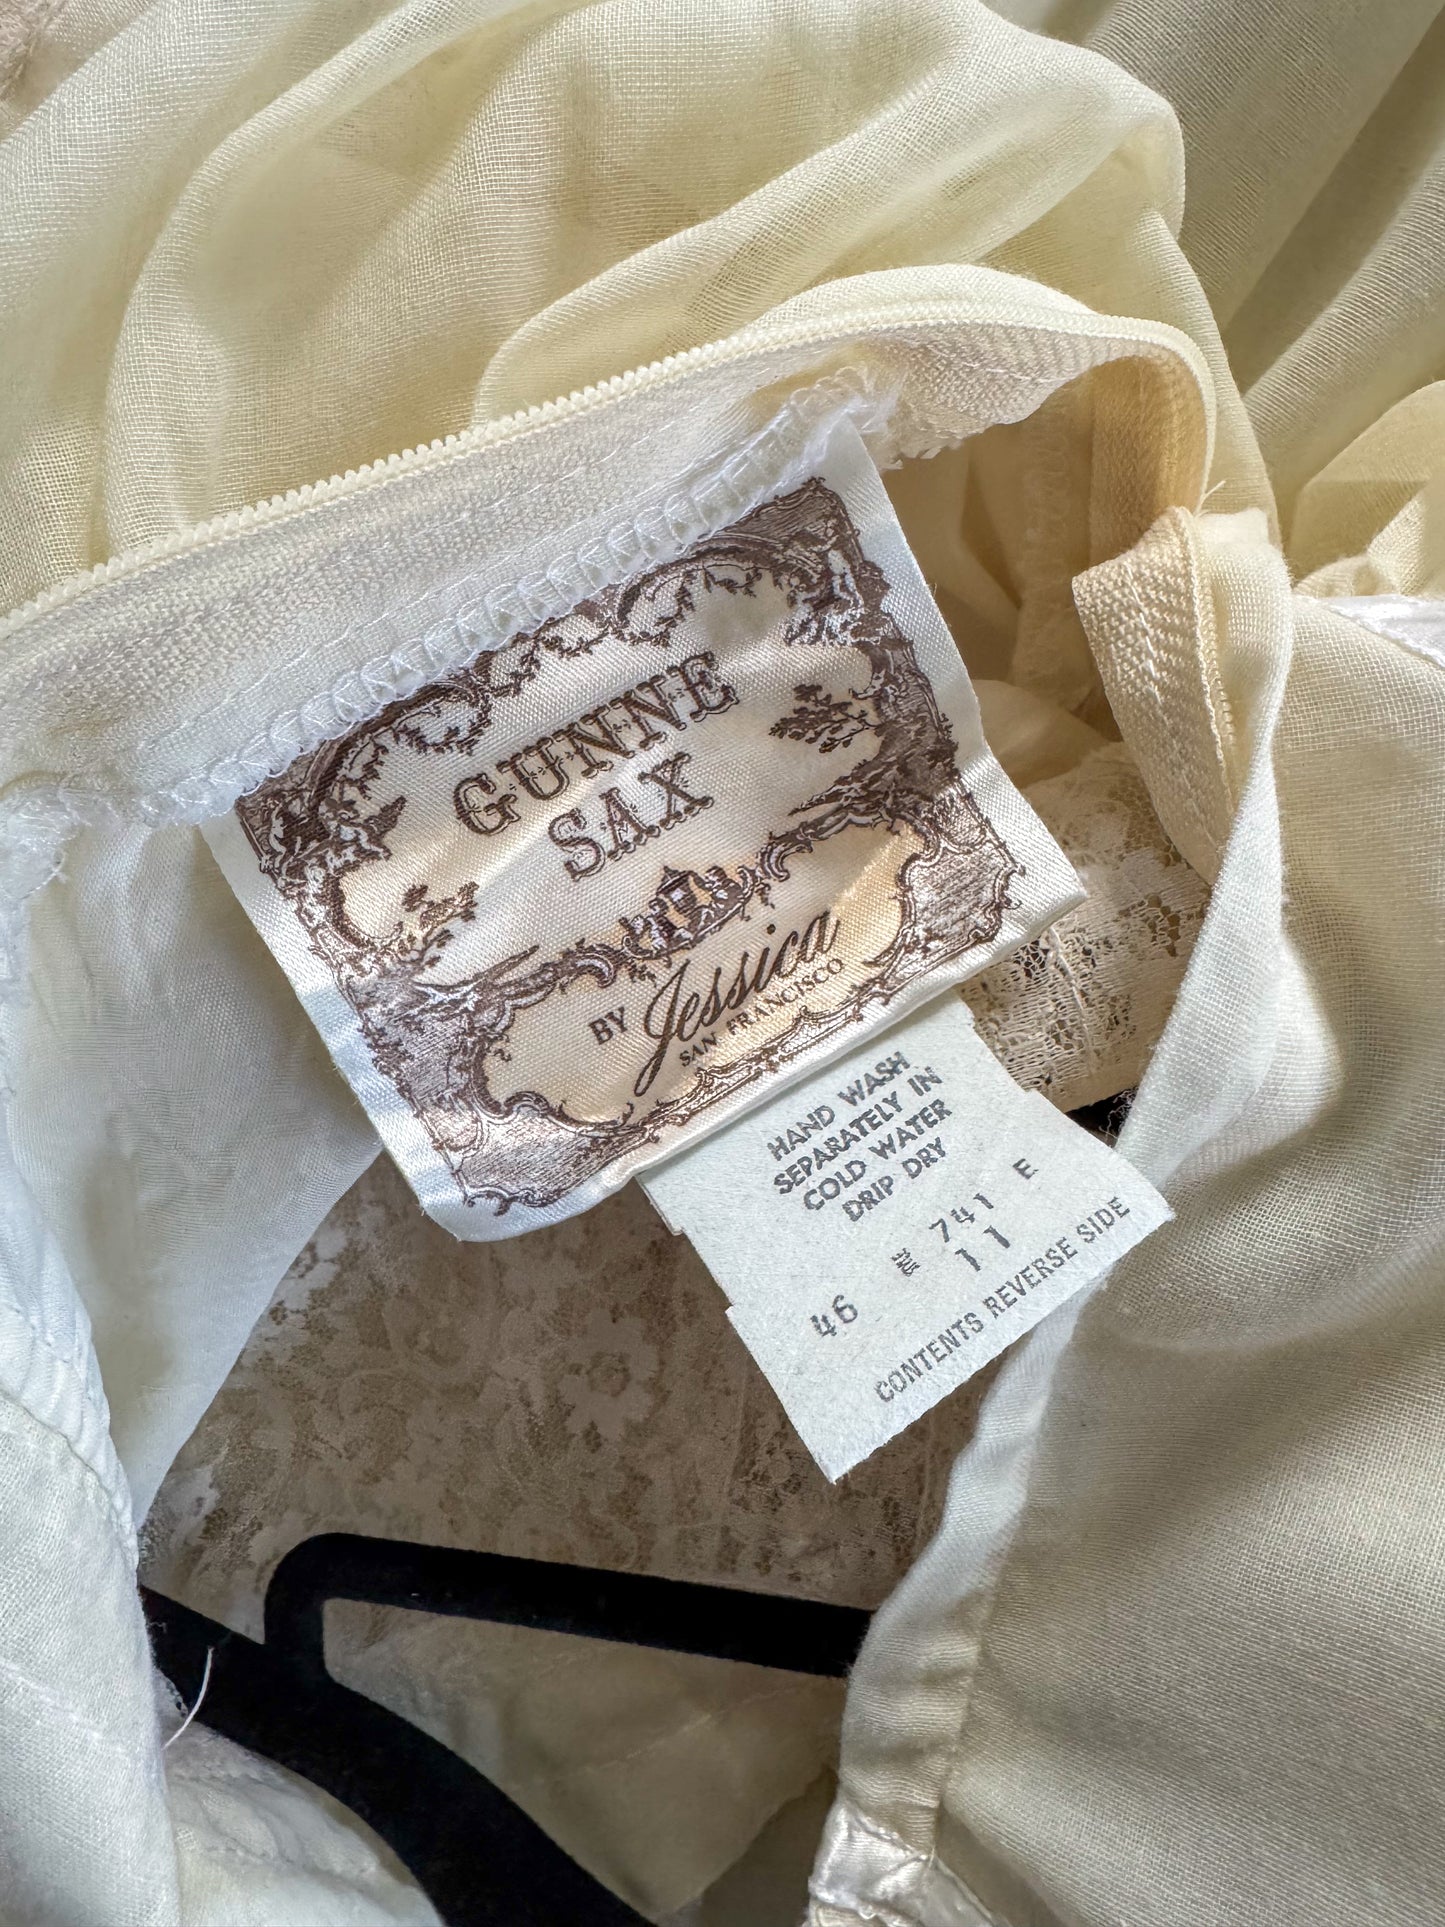 GUNNE
SAX
BY Jessica
SAN FRANCISCO
HAND WASH
SEPARATELY IN
COLD WATER
DRIP DRY
741 E
11
46
CONTENTS REVERSE SIDE